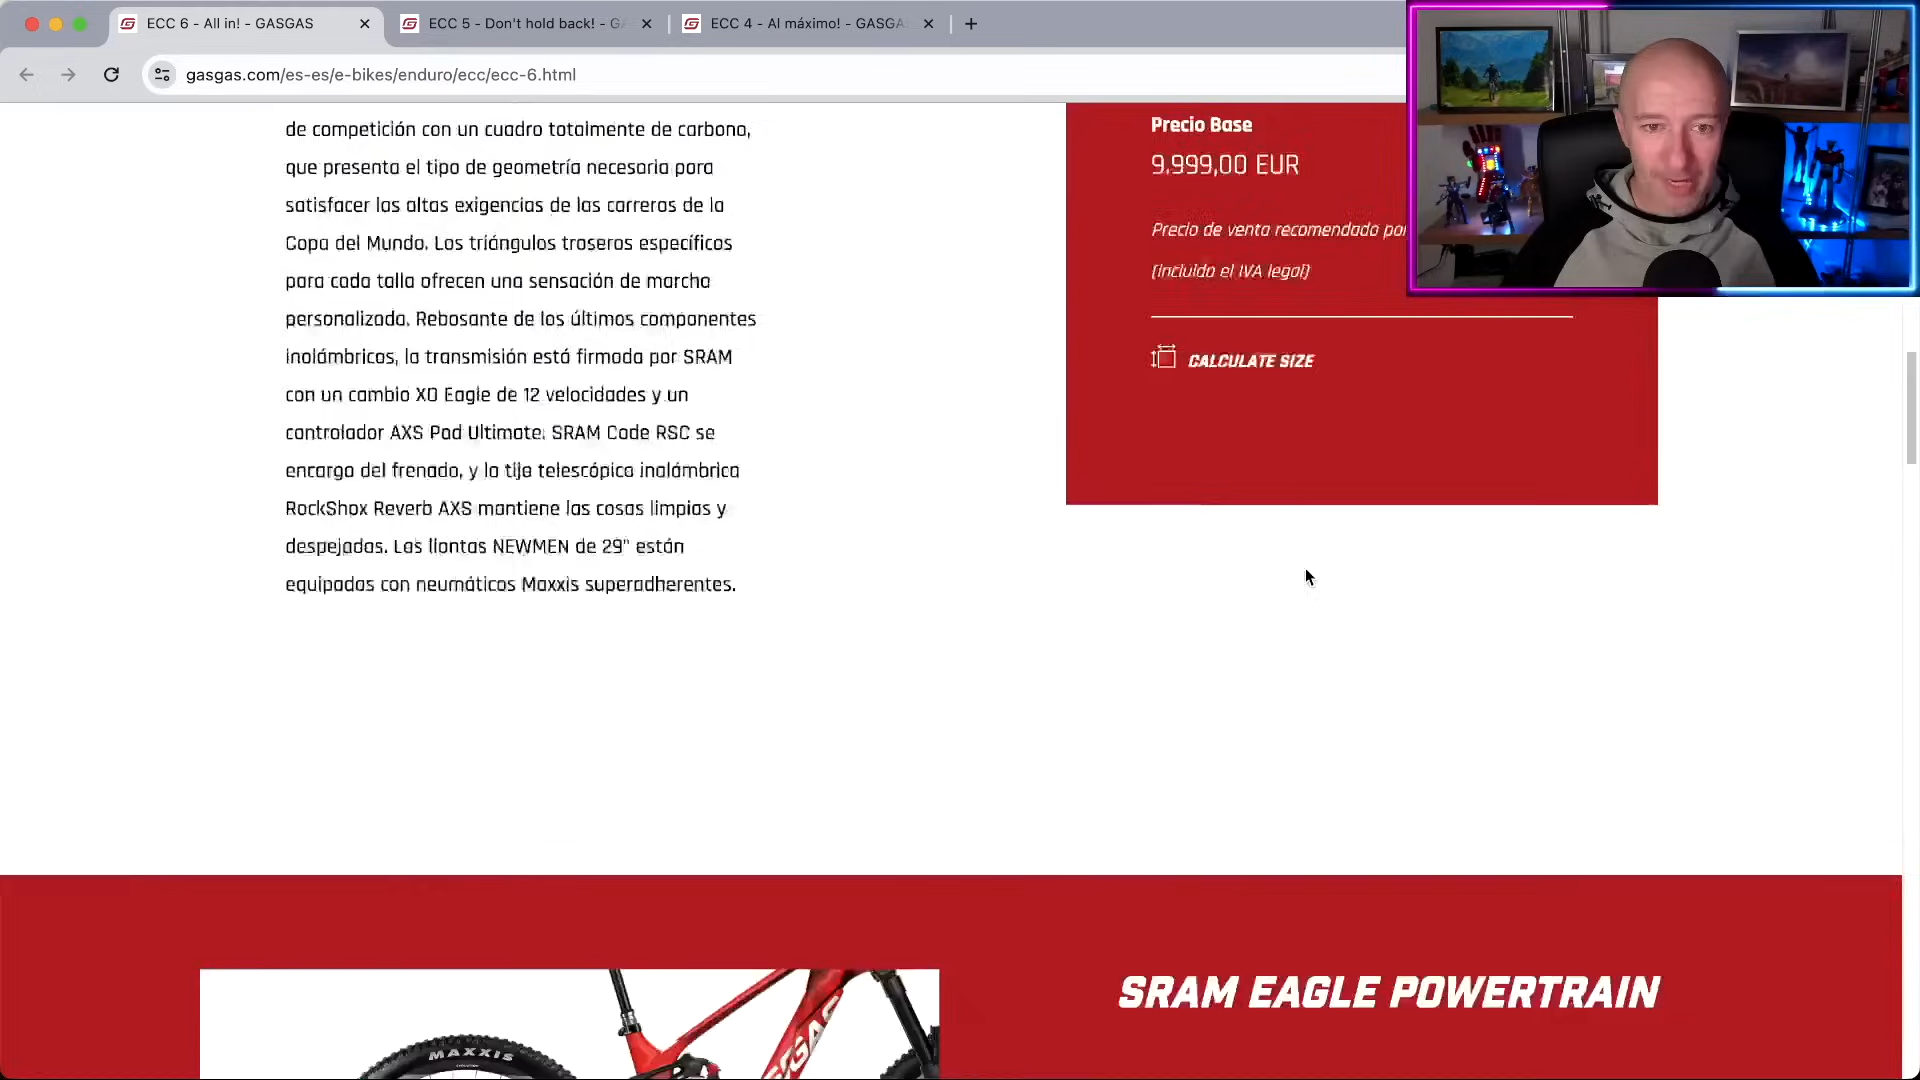 ECC 6 - All in! - GASGAS
ECC 5 - Don't hold back! - GA
ECC 4 - Al máximo! - GASGA
gasgas.com/es-es/e-bikes/enduro/ecc/ecc-6.html
de competición con un cuadro totalmente de carbono,
que presenta el tipo de geometría necesaria para
satisfacer las altas exigencias de las carreras de la
Copa del Mundo. Los triángulos traseros específicos
para cada talla ofrecen una sensación de marcha
personalizada. Rebosante de los últimos componentes
inalámbricos, la transmisión está firmada por SRAM
con un cambio X0 Eagle de 12 velocidades y un
controlador AXS Pod Ultimate. SRAM Code RSC se
encarga del frenado, y la tija telescópica inalámbrica
RockShox Reverb AXS mantiene las cosas limpias y
despejadas. Las llantas NEWMEN de 29" están
equipadas con neumáticos Maxxis superadherentes.
Precio Base
9.999,00 EUR
Precio de venta recomendado por
(incluido el IVA legal)
CALCULATE SIZE
SRAM EAGLE POWERTRAIN
MAXXIS
GASGAS